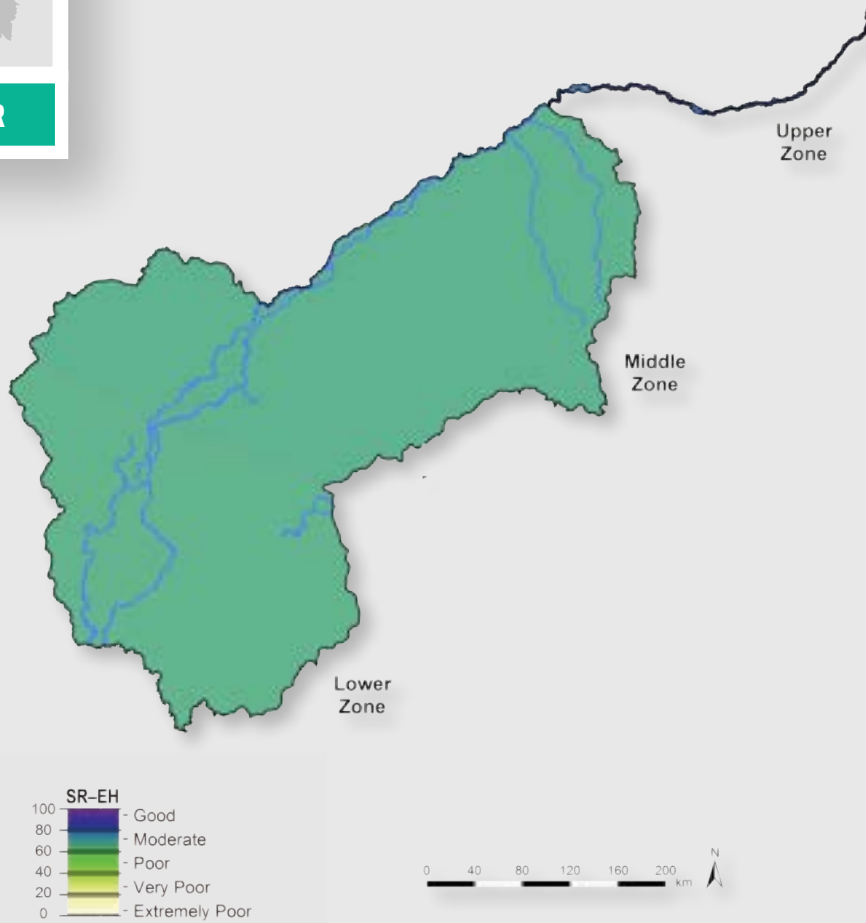 R
Upper
Zone
Middle
Zone
Lower
Zone
SR-EH
100
80
60
40
20
0
Good
Moderate
Poor
Very Poor
Extremely Poor
0 40 80 120 160 200
km
N